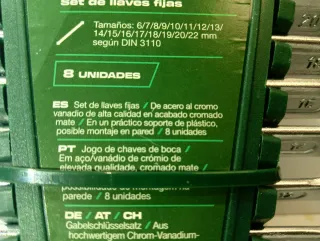 Set de llaves fijas
Tamaños: 6/7/8/9/10/11/12/13/
14/15/16/17/18/19/20/22 mm
según DIN 3110
8 UNIDADES
ES Set de llaves fijas / De acero al cromo
vanadio de alta calidad en acabado cromado
mate / En un práctico soporte de plástico,
posible montaje en pared / 8 unidades
PT Jogo de chaves de boca /
Em aço/vanádio de crómio de
elevada qualidade, cromado mate /
possibilidade de montagem na
parede / 8 unidades
DE / AT / CH
Gabelschlüsselsatz / Aus
hochwertigem Chrom-Vanadium-